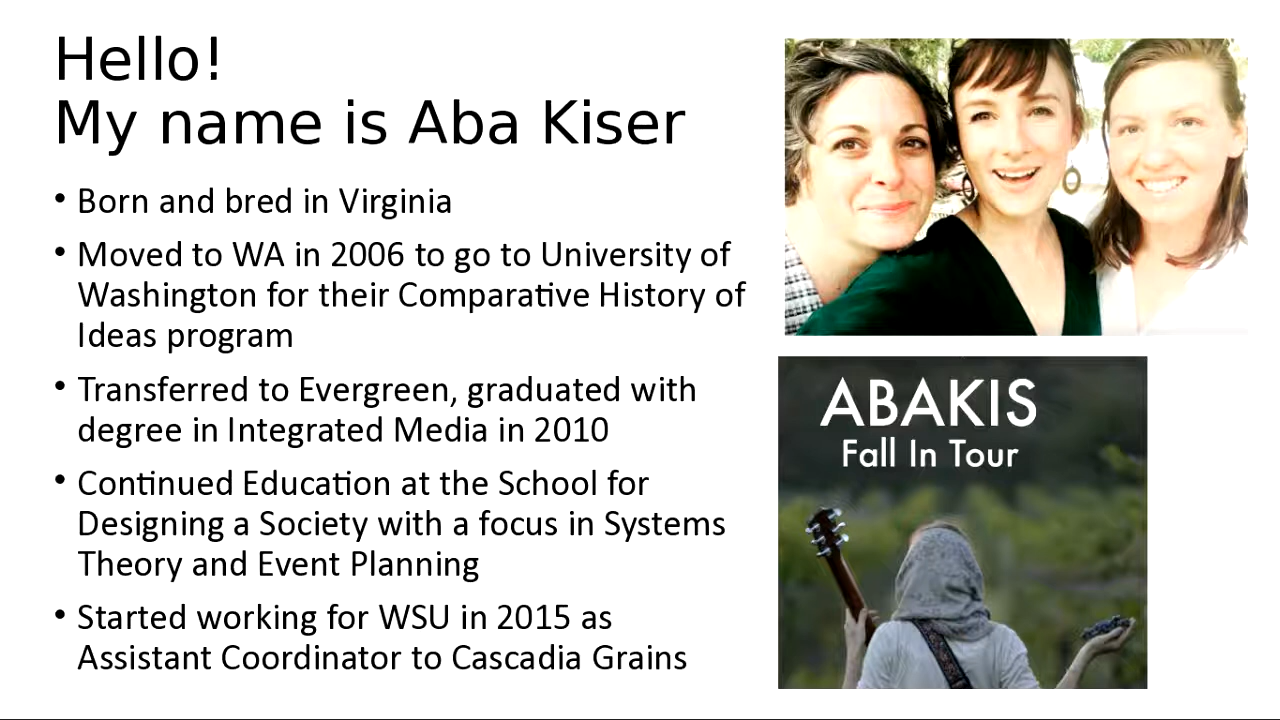 Hello!
My name is Aba Kiser
• Born and bred in Virginia
• Moved to WA in 2006 to go to University of
Washington for their Comparative History of
Ideas program
• Transferred to Evergreen, graduated with
degree in Integrated Media in 2010
• Continued Education at the School for
Designing a Society with a focus in Systems
Theory and Event Planning
• Started working for WSU in 2015 as
Assistant Coordinator to Cascadia Grains
ABAKIS
Fall In Tour